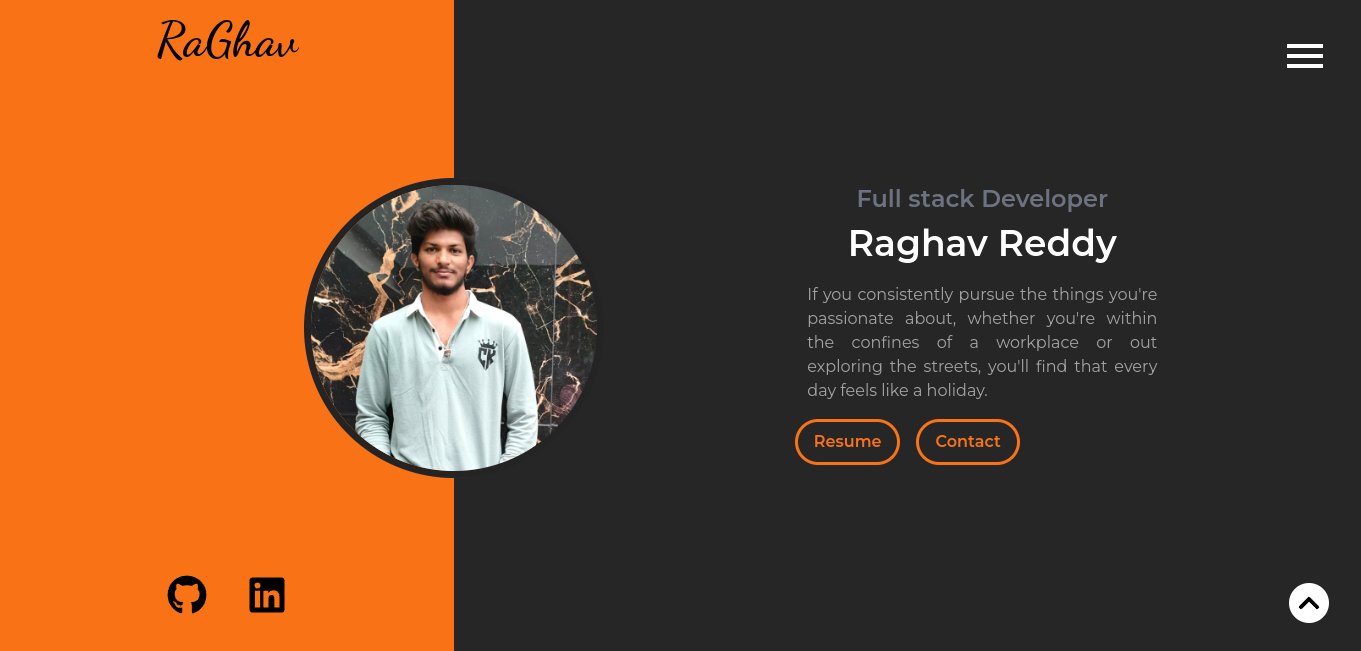 RaGhav
Full stack Developer
Raghav Reddy
If you consistently pursue the things you're
passionate about, whether you're within
the confines of a workplace or out
exploring the streets, you'll find that every
day feels like a holiday.
Resume
Contact
CK
in